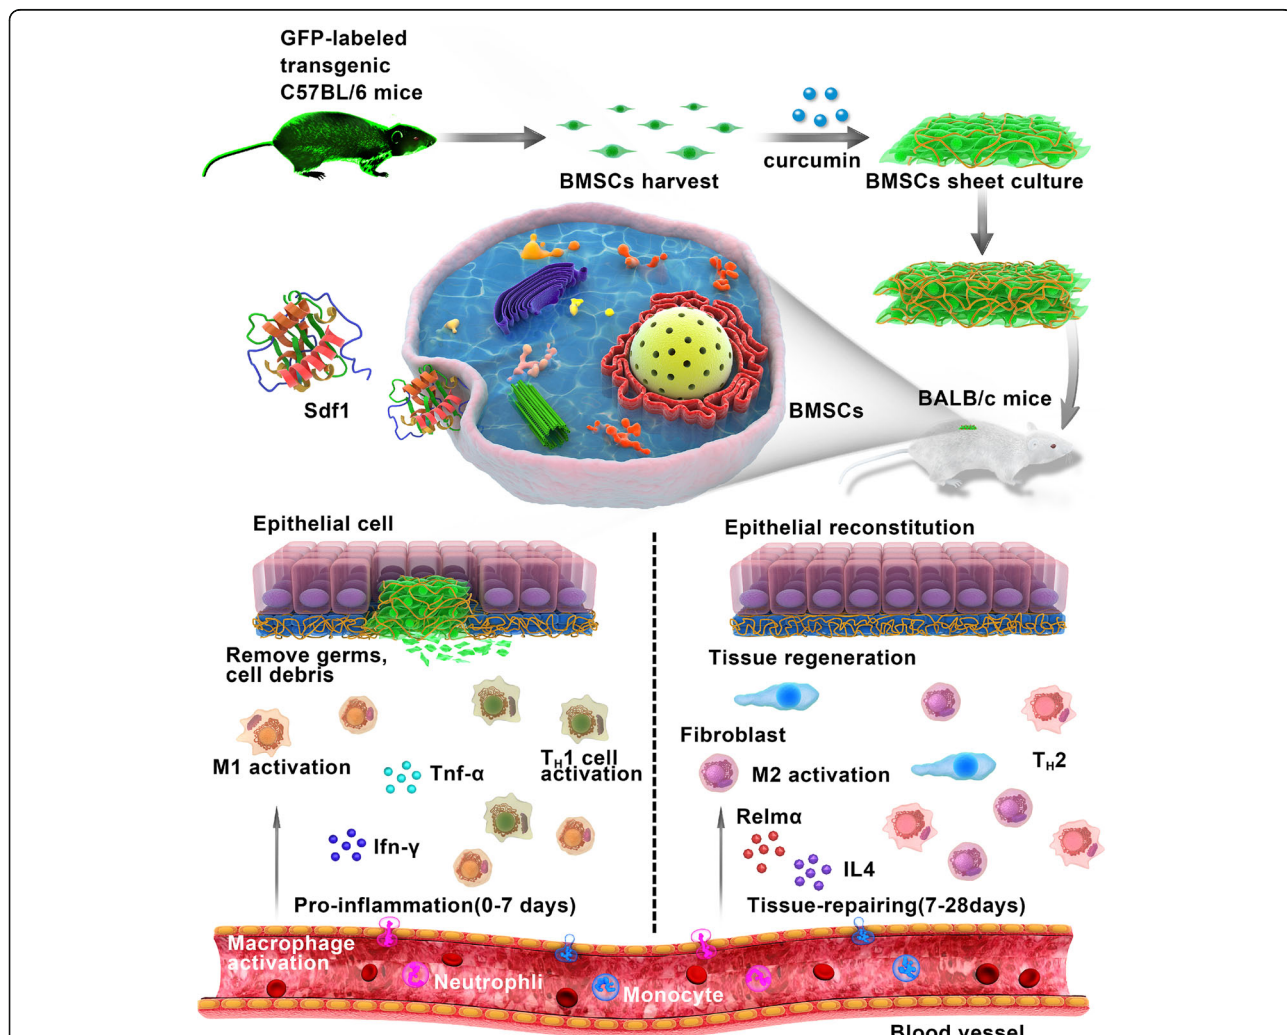 GFP-labeled
transgenic
C57BL/6 mice
BMSCs harvest
curcumin
BMSCs sheet culture
Sdf1
BMSCs
BALB/c mice
Epithelial cell
Remove germs,
cell debris
M1 activation
Tnf-α
TH1 cell
activation
Ifn-γ
Pro-inflammation(0-7 days)
Epithelial reconstitution
Tissue regeneration
Fibroblast
M2 activation
TH2
Relmα
IL4
Tissue-repairing(7-28days)
Macrophage
activation
Neutrophli
Monocyte
Blood vessel